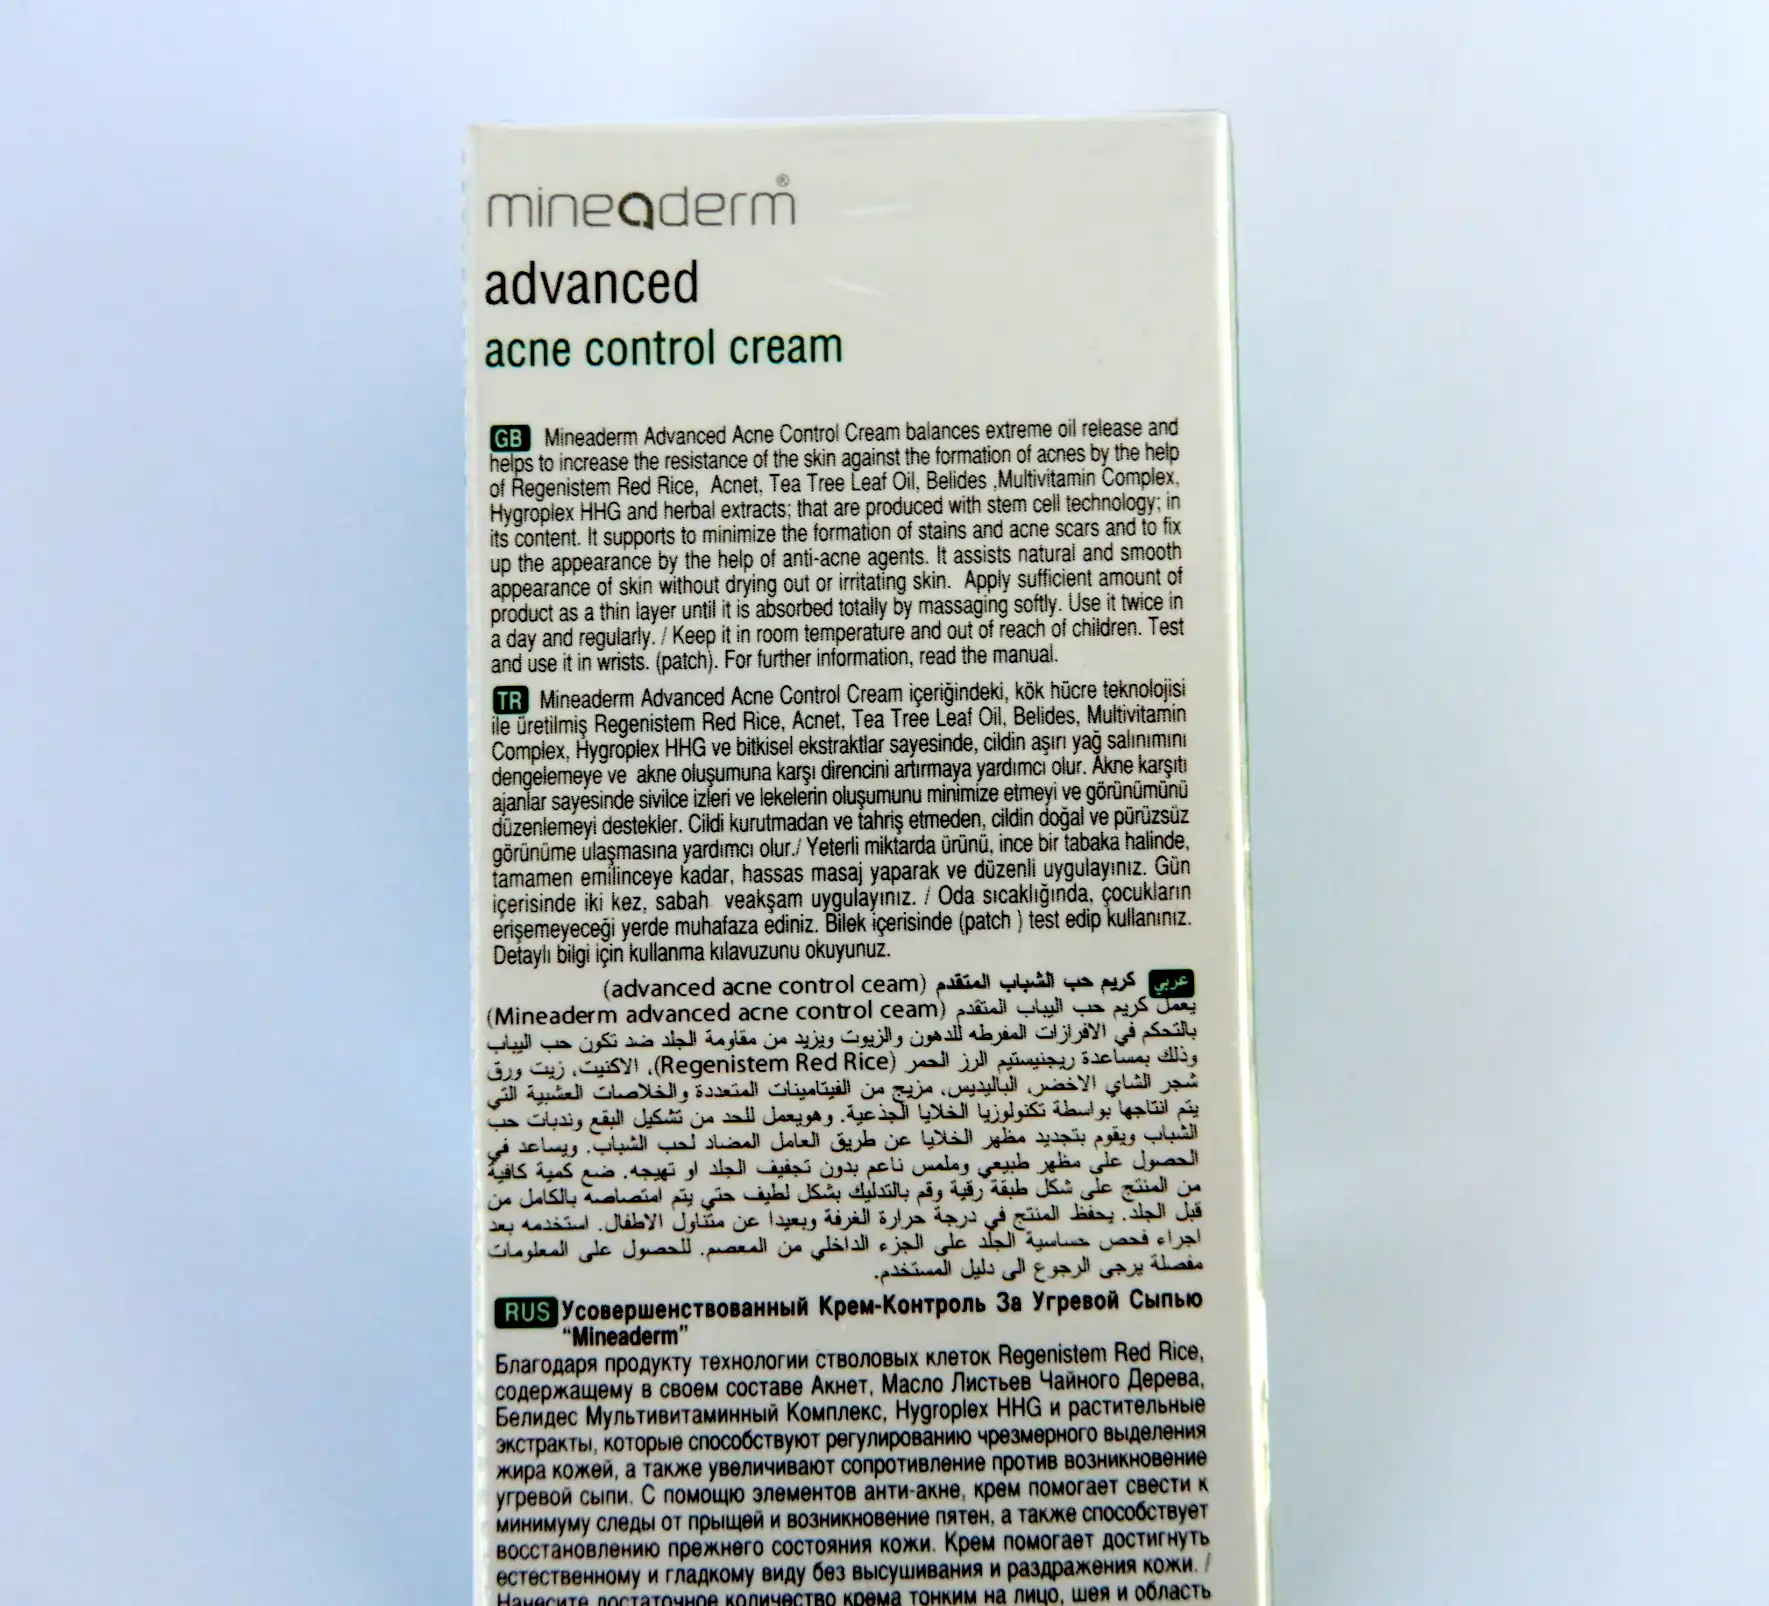 mineaderm®
advanced
acne control cream
GB Mineaderm Advanced Acne Control Cream balances extreme oil release and
helps to increase the resistance of the skin against the formation of acnes by the help
of Regenistem Red Rice, Acnet, Tea Tree Leaf Oil, Belides ,Multivitamin Complex,
Hygroplex HHG and herbal extracts; that are produced with stem cell technology; in
its content. It supports to minimize the formation of stains and acne scars and to fix
up the appearance by the help of anti-acne agents. It assists natural and smooth
appearance of skin without drying out or irritating skin. Apply sufficient amount of
product as a thin layer until it is absorbed totally by massaging softly. Use it twice in
a day and regularly. / Keep it in room temperature and out of reach of children. Test
and use it in wrists. (patch). For further information, read the manual.
TR Mineaderm Advanced Acne Control Cream içeriğindeki, kök hücre teknolojisi
ile üretilmiş Regenistem Red Rice, Acnet, Tea Tree Leaf Oil, Belides, Multivitamin
Complex, Hygroplex HHG ve bitkisel ekstraktlar sayesinde, cildin aşırı yağ salınımını
dengelemeye ve akne oluşumuna karşı direncini artırmaya yardımcı olur. Akne karşıtı
ajanlar sayesinde sivilce izleri ve lekelerin oluşumunu minimize etmeyi ve görünümünü
düzenlemeyi destekler. Cildi kurutmadan ve tahriş etmeden, cildin doğal ve pürüzsüz
görünüme ulaşmasına yardımcı olur./ Yeterli miktarda ürünü, ince bir tabaka halinde,
tamamen emilinceye kadar, hassas masaj yaparak ve düzenli uygulayınız. Gün
içerisinde iki kez, sabah veakşam uygulayınız. / Oda sıcaklığında, çocukların
erişemeyeceği yerde muhafaza ediniz. Bilek içerisinde (patch ) test edip kullanınız.
Detaylı bilgi için kullanma kılavuzunu okuyunuz.
عربي كريم حب الشباب المتقدم (advanced acne control ceam)
يعمل كريم حب اليباب المتقدم (Mineaderm advanced acne control ceam)
بالتحكم في الافرازات المفرطه للدهون والزيوت ويزيد من مقاومة الجلد ضد تكون حب اليباب
وذلك بمساعدة ريجنيستيم الرز الحمر (Regenistem Red Rice)، الاكنيت، زيت ورق
شجر الشاي الاخضر، الباليديس، مزيج من الفيتامينات المتعددة والخلاصات العشبية التي
يتم انتاجها بواسطة تكنولوزيا الخلايا الجذعية. وهويعمل للحد من تشكيل البقع وندبات حب
الشباب ويقوم بتجديد مظهر الخلايا عن طريق العامل المضاد لحب الشباب. ويساعد في
الحصول على مظهر طبيعي وملمس ناعم بدون تجفيف الجلد او تهيجه. ضع كمية كافية
من المنتج على شكل طبقة رقية وقم بالتدليك بشكل لطيف حتي يتم امتصاصه بالكامل من
قبل الجلد. يحفظ المنتج في درجة حرارة الغرفة وبعيدا عن متناول الاطفال. استخدمه بعد
اجراء فحص حساسية الجلد على الجزء الداخلي من المعصم. للحصول على المعلومات
مفصلة يرجى الرجوع الى دليل المستخدم.
RUS Усовершенствованный Крем-Контроль За Угревой Сыпью
“Mineaderm”
Благодаря продукту технологии стволовых клеток Regenistem Red Rice,
содержащему в своем составе Акнет, Масло Листьев Чайного Дерева,
Белидес Мультивитаминный Комплекс, Hygroplex HHG и растительные
экстракты, которые способствуют регулированию чрезмерного выделения
жира кожей, а также увеличивают сопротивление против возникновение
угревой сыпи. С помощю элементов анти-акне, крем помогает свести к
минимуму следы от прыщей и возникновение пятен, а также способствует
восстановлению прежнего состояния кожи. Крем помогает достигнуть
естественному и гладкому виду без высушивания и раздражения кожи. /
Нанесите достаточное количество крема тонким на лицо, шея и область